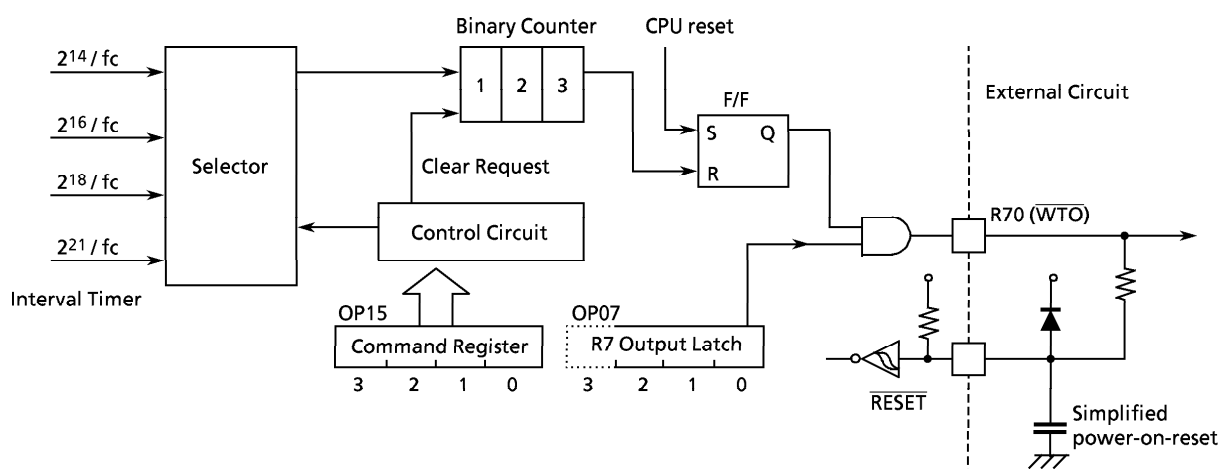 Binary Counter
CPU reset
2¹⁴ / fc
2¹⁶ / fc
2¹⁸ / fc
2²¹ / fc
Interval Timer
Selector
1 2 3
Clear Request
Control Circuit
F/F
S Q
R
External Circuit
R70 (W̅T̅O̅)
OP15
Command Register
3 2 1 0
OP07
R7 Output Latch
3 2 1 0
R̅E̅S̅E̅T̅
Simplified
power-on-reset